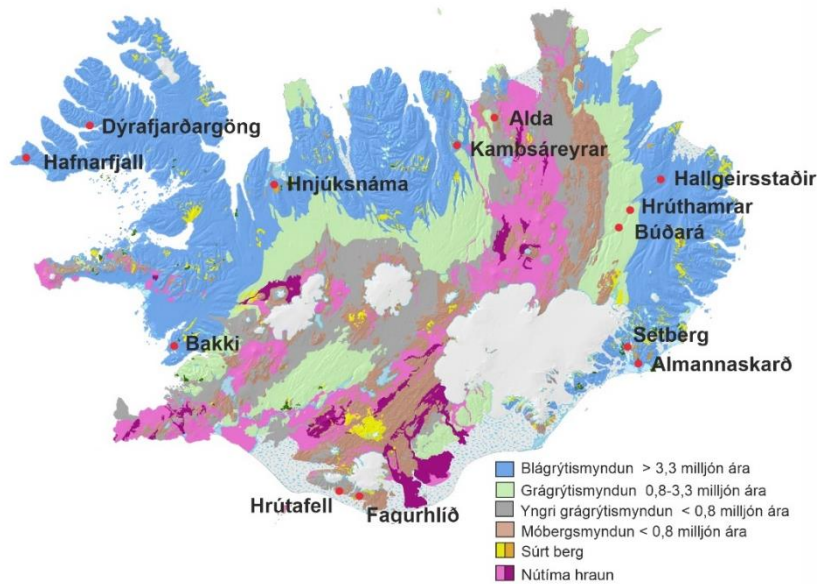 Alda
Dýrafjarðargöng
Kambsáreyrar
Hafnarfjall
Hnjúksnáma
Hallgeirsstaðir
Hrúthamrar
Búðará
Bakki
Setberg
Almannaskarð
Hrútafell
Fagurhlíð
Blágrýtismyndun > 3,3 milljón ára
Grágrýtismyndun 0,8-3,3 milljón ára
Yngri grágrýtismyndun < 0,8 milljón ára
Móbergsmyndun < 0,8 milljón ára
Súrt berg
Nútíma hraun